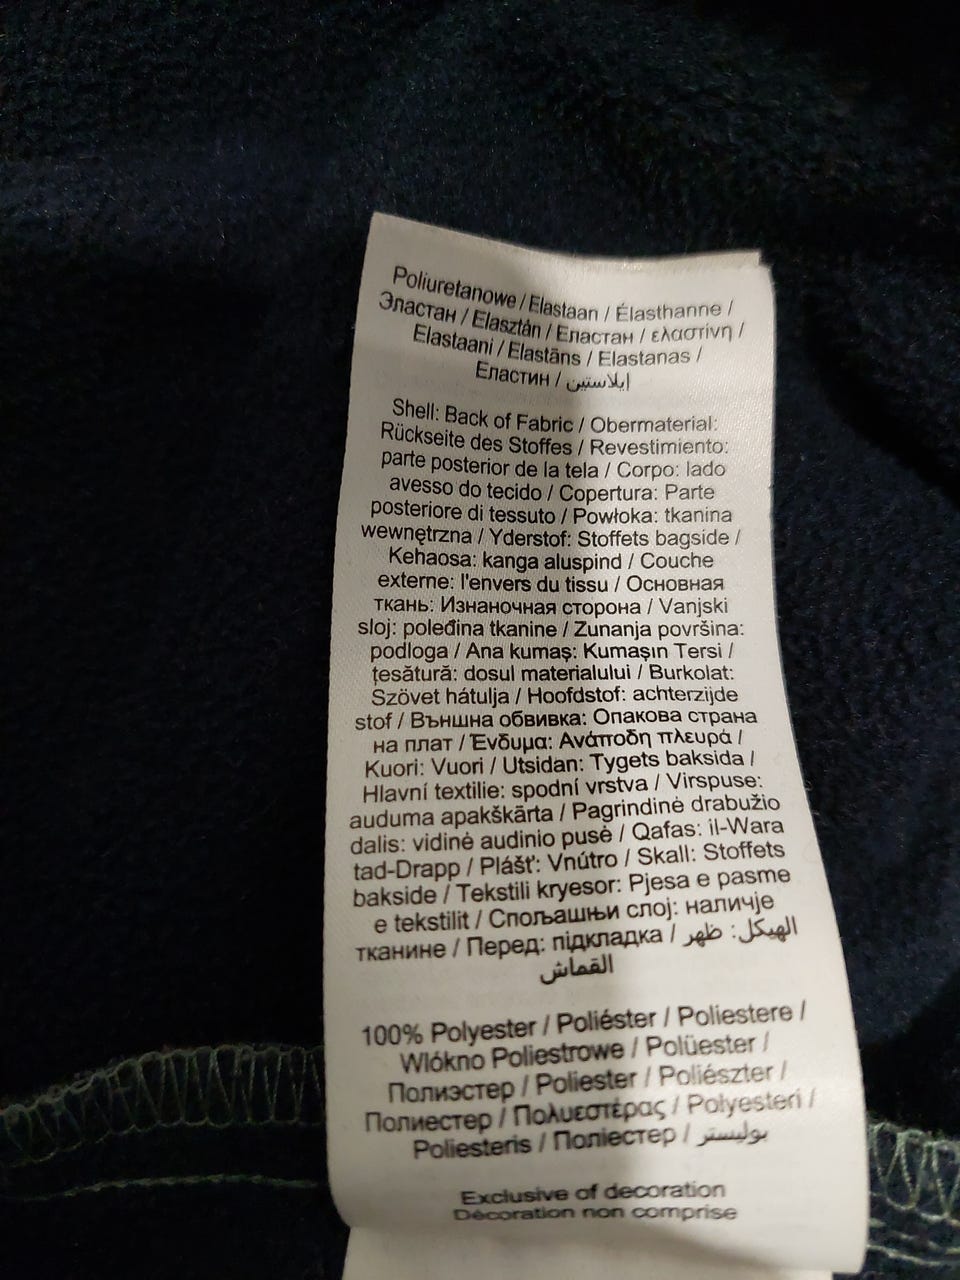 Poliuretanowe / Elastaan / Élasthanne /
Эластан / Elasztán / Еластан / ελαστίνη /
Elastaani / Elastāns / Elastanas /
Еластин / إيلاستين
Shell: Back of Fabric / Obermaterial:
Rückseite des Stoffes / Revestimiento:
parte posterior de la tela / Corpo: lado
avesso do tecido / Copertura: Parte
posteriore di tessuto / Powłoka: tkanina
wewnętrzna / Yderstof: Stoffets bagside /
Kehaosa: kanga aluspind / Couche
externe: l'envers du tissu / Основная
ткань: Изнаночная сторона / Vanjski
sloj: poleđina tkanine / Zunanja površina:
podloga / Ana kumaş: Kumaşın Tersi /
țesătură: dosul materialului / Burkolat:
Szövet hátulja / Hoofdstof: achterzijde
stof / Външна обвивка: Опакова страна
на плат / Ένδυμα: Ανάποδη πλευρά /
Kuori: Vuori / Utsidan: Tygets baksida /
Hlavní textilie: spodní vrstva / Virspuse:
auduma apakškārta / Pagrindinė drabužio
dalis: vidinė audinio pusė / Qafas: il-Wara
tad-Drapp / Plášť: Vnútro / Skall: Stoffets
bakside / Tekstili kryesor: Pjesa e pasme
e tekstilit / Спољашњи слој: наличје
тканине / Перед: підкладка / الهيكل: ظهر
القماش
100% Polyester / Poliéster / Poliestere /
Wlókno Poliestrowe / Polüester /
Полиэстер / Poliester / Poliészter /
Полиестер / Πολυεστέρας / Polyesteri /
Poliesteris / Поліестер / بوليستر
Exclusive of decoration
Décoration non comprise